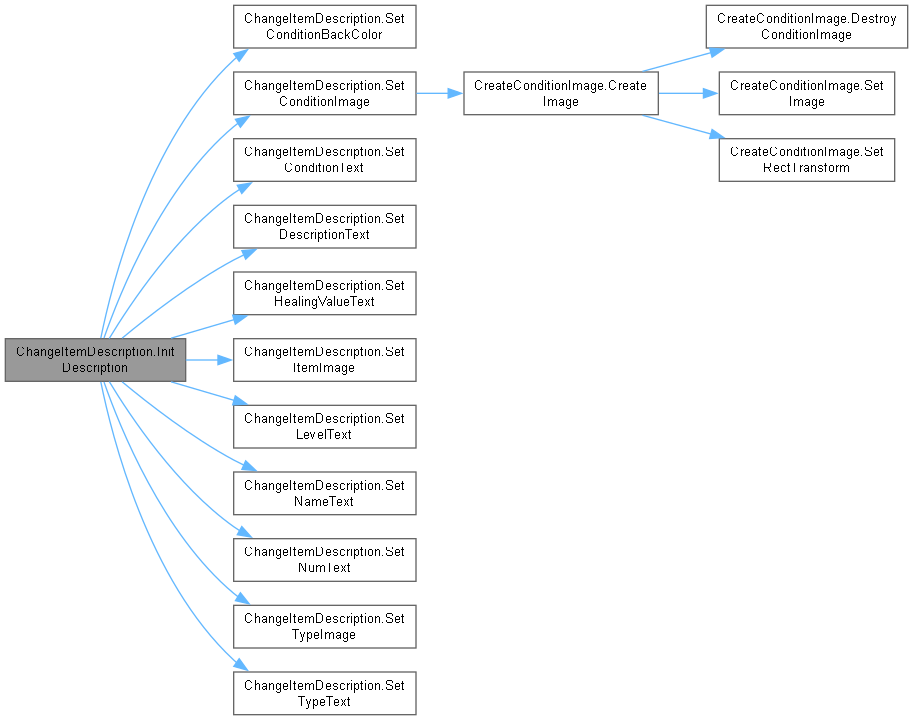 ChangeItemDescription.Init
Description
ChangeItemDescription.Set
ConditionBackColor
ChangeItemDescription.Set
ConditionImage
ChangeItemDescription.Set
ConditionText
ChangeItemDescription.Set
DescriptionText
ChangeItemDescription.Set
HealingValueText
ChangeItemDescription.Set
ItemImage
ChangeItemDescription.Set
LevelText
ChangeItemDescription.Set
NameText
ChangeItemDescription.Set
NumText
ChangeItemDescription.Set
TypeImage
ChangeItemDescription.Set
TypeText
CreateConditionImage.Create
Image
CreateConditionImage.Destroy
ConditionImage
CreateConditionImage.Set
Image
CreateConditionImage.Set
RectTransform